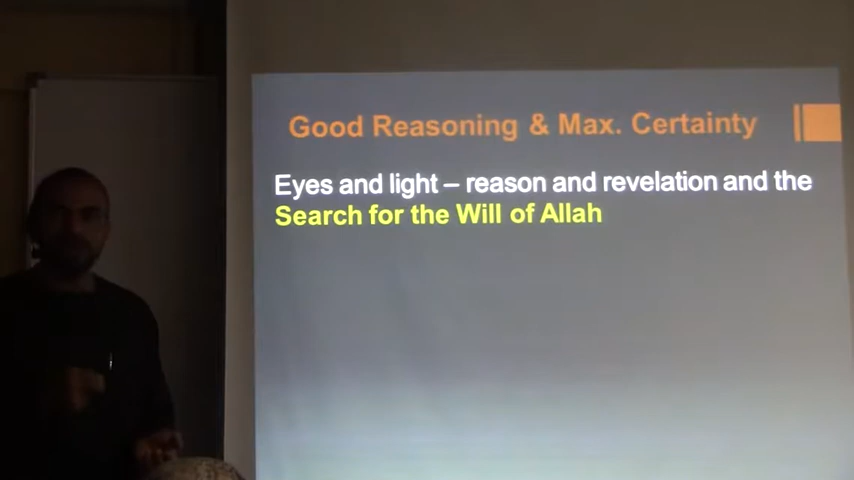 Good Reasoning & Max. Certainty
Eyes and light – reason and revelation and the
Search for the Will of Allah